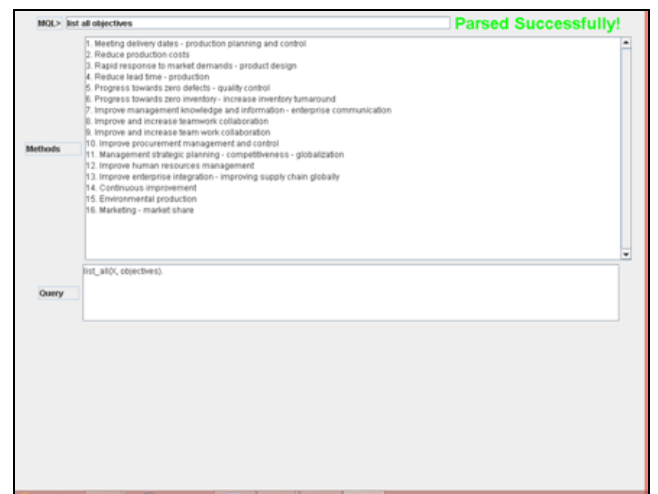 MQL> list all objectives Parsed Successfully!
1. Meeting delivery dates - production planning and control
2. Reduce production costs
3. Rapid response to market demands - product design
4. Reduce lead time - production
5. Progress towards zero defects - quality control
6. Progress towards zero inventory - increase inventory turnaround
7. Improve management knowledge and information - enterprise communication
8. Improve and increase teamwork collaboration
9. Improve and increase team work collaboration
10. Improve procurement management and control
Methods
11. Management strategic planning - competitiveness - globalization
12. Improve human resources management
13. Improve enterprise integration - improving supply chain globally
14. Continuous improvement
15. Environmental production
16. Marketing - market share
list_all(X, objectives).
Query